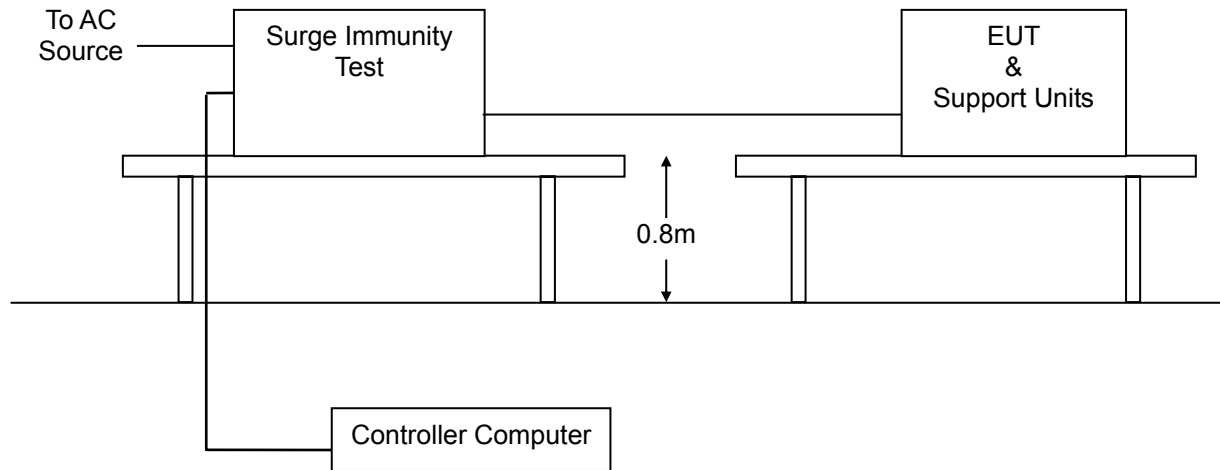 To AC
Source
Surge Immunity
Test
EUT
&
Support Units
0.8m
Controller Computer